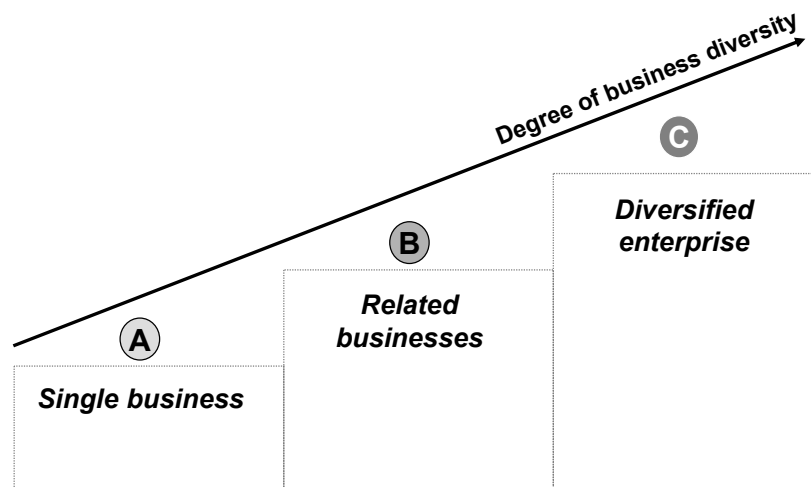 Degree of business diversity
C
Diversified
enterprise
B
Related
businesses
A
Single business